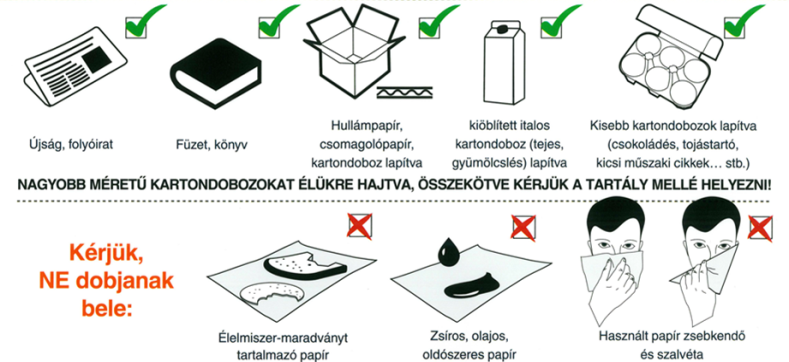 Újság, folyóirat
Füzet, könyv
Hullámpapír,
csomagolópapír,
kartondoboz lapítva
kiöblített italos
kartondoboz (tejes,
gyümölcslés) lapítva
Kisebb kartondobozok lapítva
(csokoládés, tojástartó,
kicsi műszaki cikkek... stb.)
NAGYOBB MÉRETŰ KARTONDOBOZOKAT ÉLÜKRE HAJTVA, ÖSSZEKÖTVE KÉRJÜK A TARTÁLY MELLÉ HELYEZNI!
Kérjük,
NE dobjanak
bele:
Élelmiszer-maradványt
tartalmazó papír
Zsíros, olajos,
oldószeres papír
Használt papír zsebkendő
és szalvéta